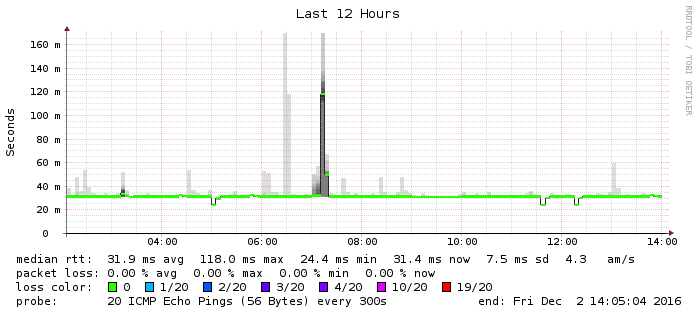 Last 12 Hours
RRDTOOL / TOBI OETIKER
Seconds
160 m
140 m
120 m
100 m
80 m
60 m
40 m
20 m
0
04:00 06:00 08:00 10:00 12:00 14:00
median rtt: 31.9 ms avg 118.0 ms max 24.4 ms min 31.4 ms now 7.5 ms sd 4.3 am/s
packet loss: 0.00 % avg 0.00 % max 0.00 % min 0.00 % now
loss color: 0 1/20 2/20 3/20 4/20 10/20 19/20
probe: 20 ICMP Echo Pings (56 Bytes) every 300s end: Fri Dec 2 14:05:04 2016